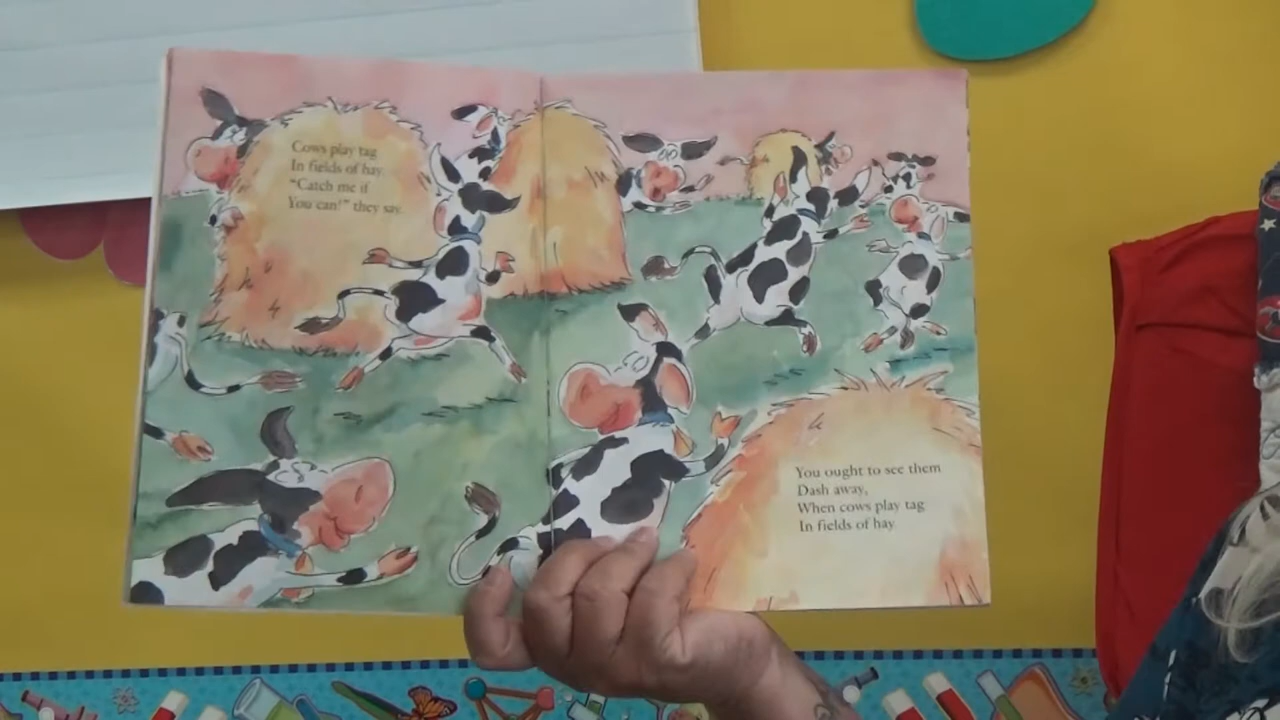 Cows play tag
In fields of hay.
"Catch me if
You can!" they say.
You ought to see them
Dash away,
When cows play tag
In fields of hay.